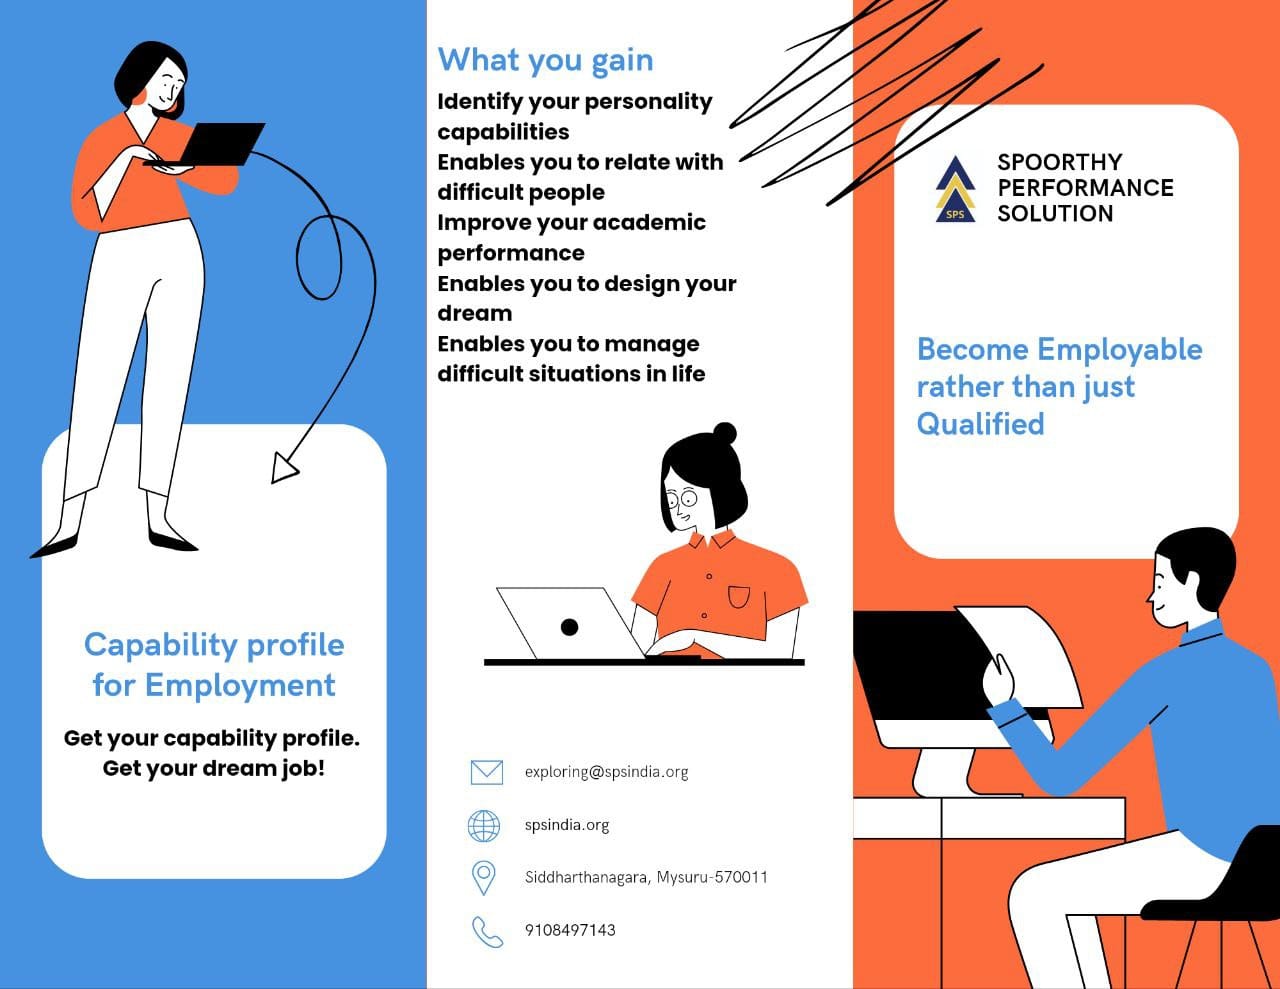 Capability profile
for Employment
Get your capability profile.
Get your dream job!
What you gain
Identify your personality
capabilities
Enables you to relate with
difficult people
Improve your academic
performance
Enables you to design your
dream
Enables you to manage
difficult situations in life
exploring@spsindia.org
spsindia.org
Siddharthanagara, Mysuru-570011
9108497143
SPS
SPOORTHY
PERFORMANCE
SOLUTION
Become Employable
rather than just
Qualified